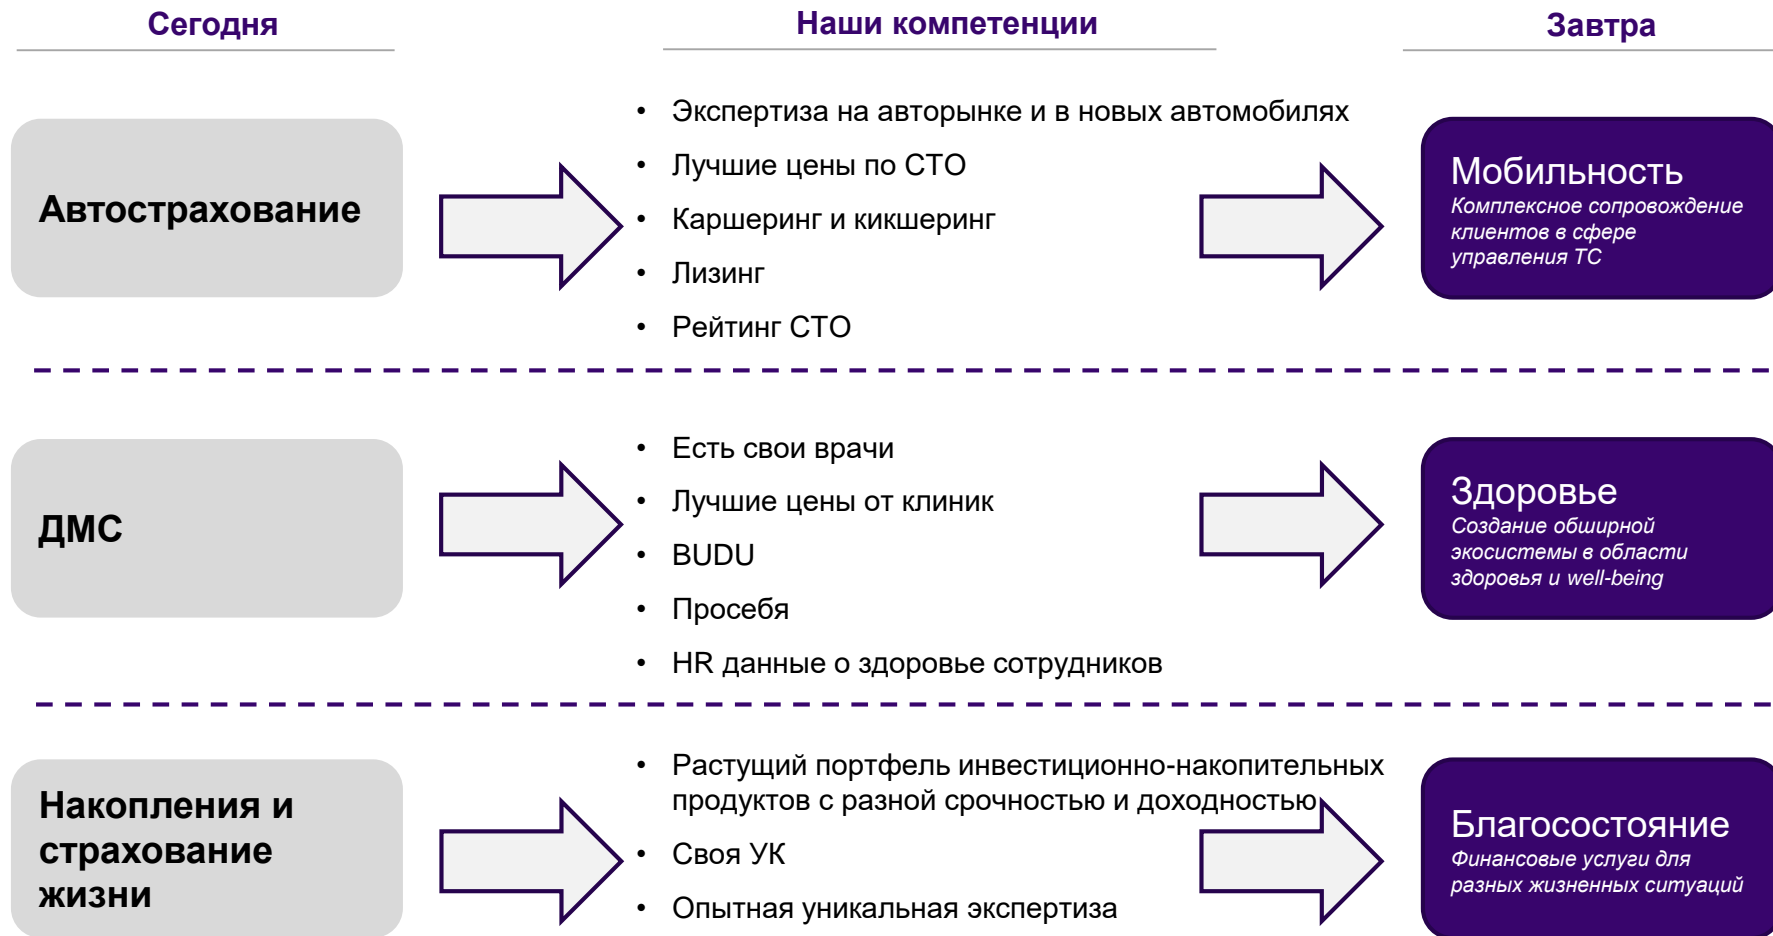 Сегодня
Наши компетенции
Завтра
Автострахование
• Экспертиза на авторынке и в новых автомобилях
• Лучшие цены по СТО
• Каршеринг и кикшеринг
• Лизинг
• Рейтинг СТО
Мобильность
Комплексное сопровождение
клиентов в сфере
управления ТС
ДМС
• Есть свои врачи
• Лучшие цены от клиник
• BUDU
• Просебя
• HR данные о здоровье сотрудников
Здоровье
Создание обширной
экосистемы в области
здоровья и well-being
Накопления и
страхование
жизни
• Растущий портфель инвестиционно-накопительных
продуктов с разной срочностью и доходностью
• Своя УК
• Опытная уникальная экспертиза
Благосостояние
Финансовые услуги для
разных жизненных ситуаций